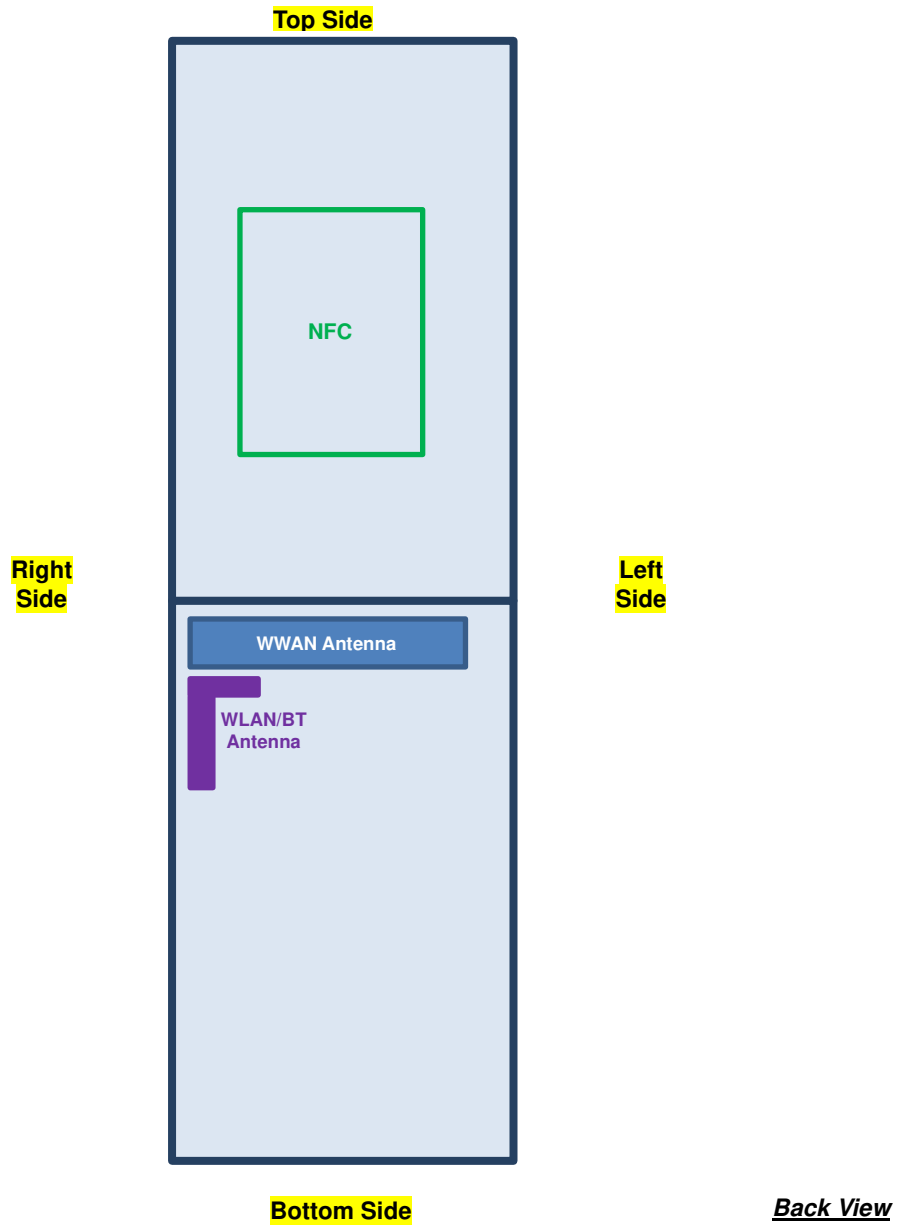 Top Side
NFC
Right
Side
Left
Side
WWAN Antenna
WLAN/BT
Antenna
Bottom Side
Back View